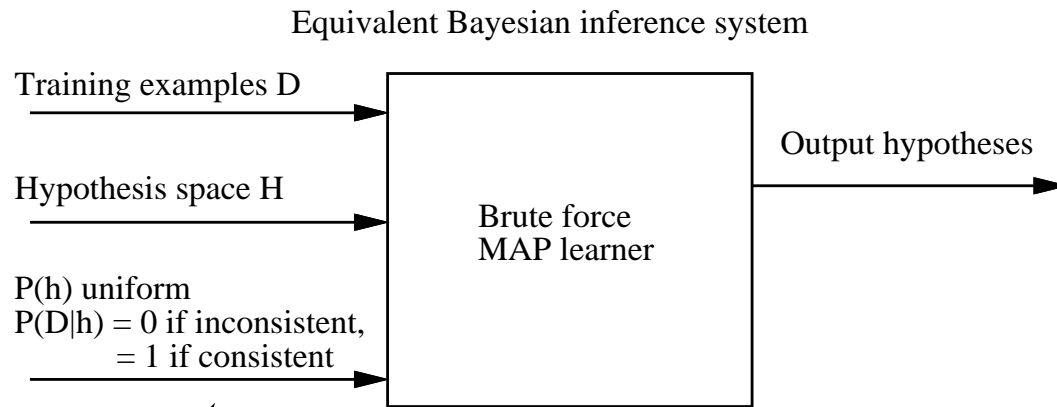 Equivalent Bayesian inference system
Training examples D
Output hypotheses
Hypothesis space H
Brute force
MAP learner
P(h) uniform
P(D|h) = 0 if inconsistent,
= 1 if consistent